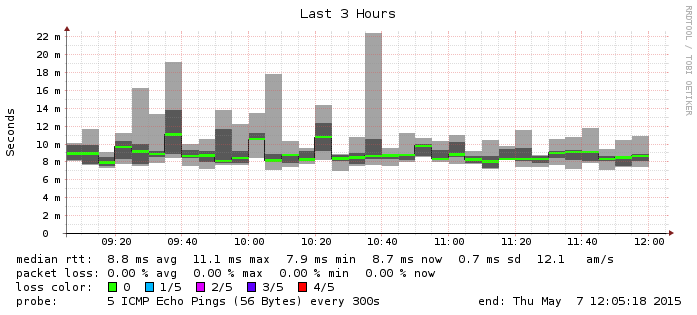 Last 3 Hours
RRDTOOL / TOBI OETIKER
Seconds
22 m
20 m
18 m
16 m
14 m
12 m
10 m
8 m
6 m
4 m
2 m
0
09:20 09:40 10:00 10:20 10:40 11:00 11:20 11:40 12:00
median rtt: 8.8 ms avg 11.1 ms max 7.9 ms min 8.7 ms now 0.7 ms sd 12.1 am/s
packet loss: 0.00 % avg 0.00 % max 0.00 % min 0.00 % now
loss color: 0 1/5 2/5 3/5 4/5
probe: 5 ICMP Echo Pings (56 Bytes) every 300s end: Thu May 7 12:05:18 2015